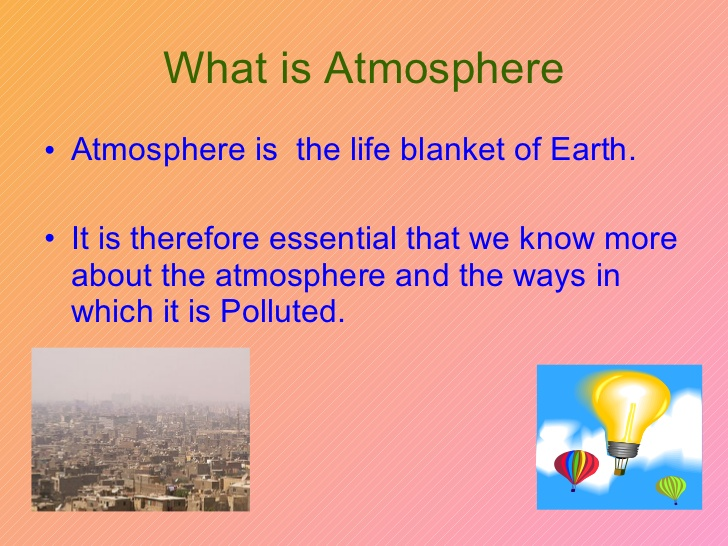 What is Atmosphere
• Atmosphere is  the life blanket of Earth.
• It is therefore essential that we know more
about the atmosphere and the ways in
which it is Polluted.